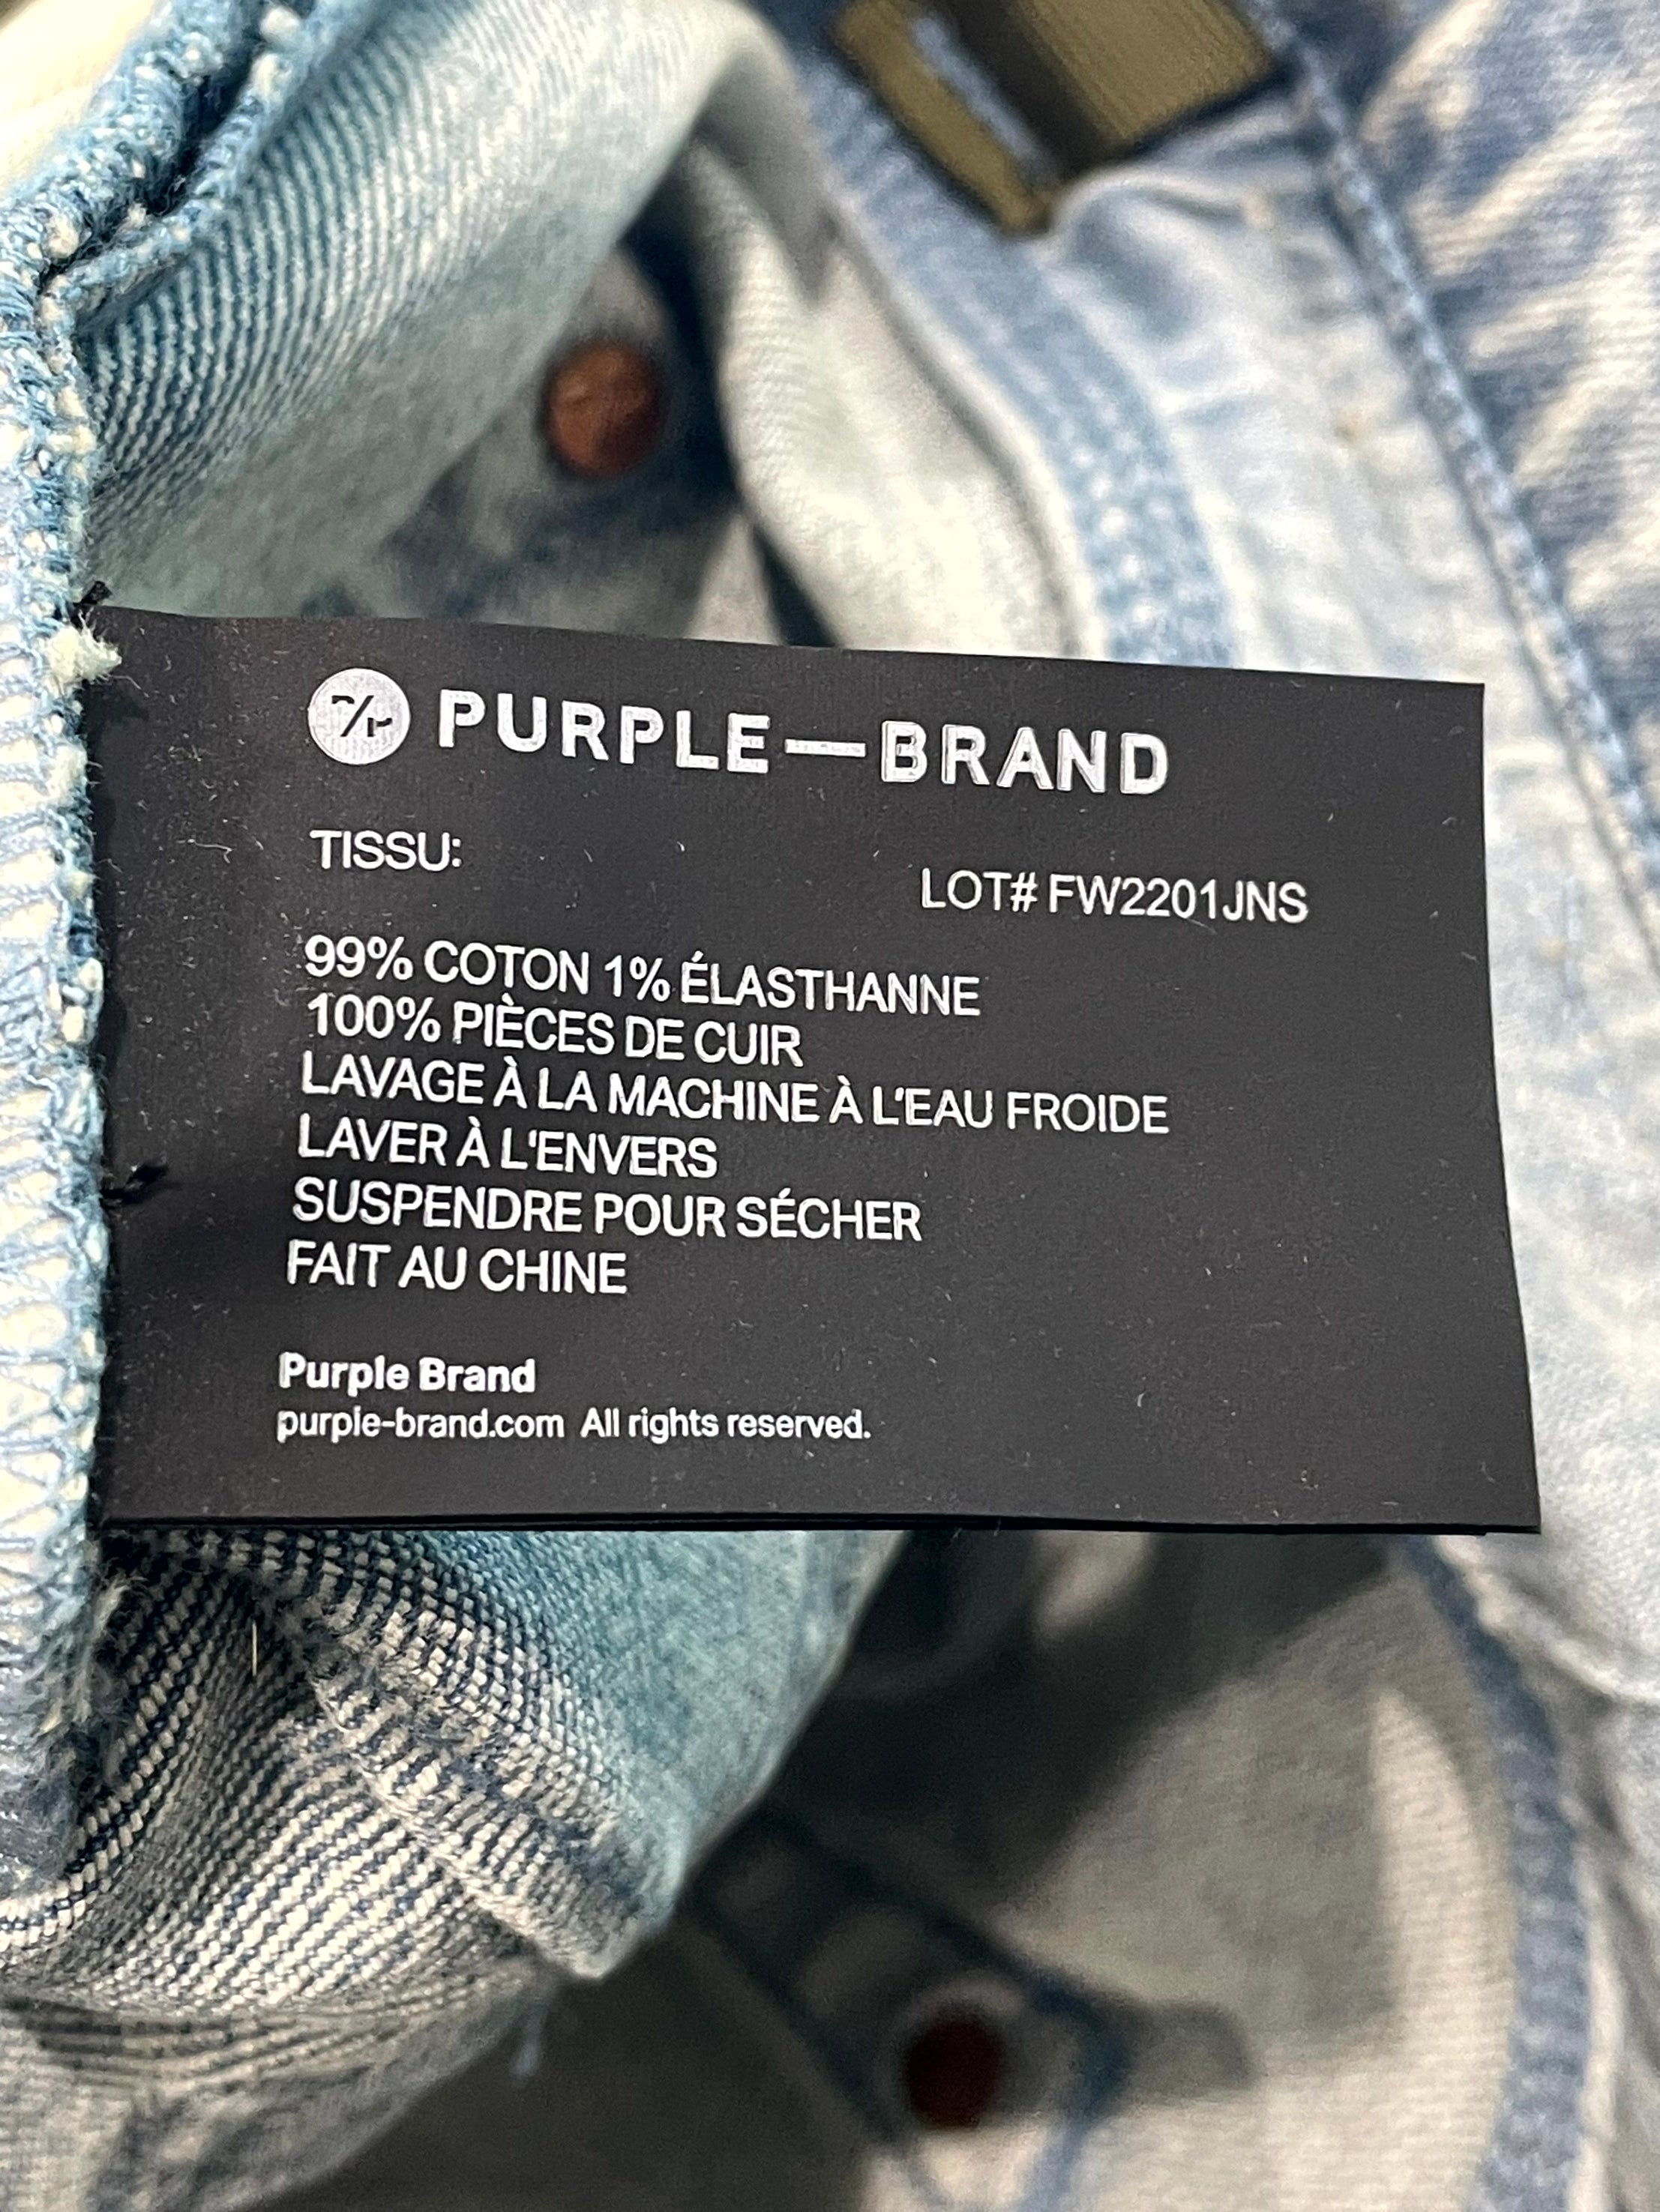 PURPLE—BRAND
TISSU:
LOT# FW2201JNS
99% COTON 1% ÉLASTHANNE
100% PIÈCES DE CUIR
LAVAGE À LA MACHINE À L'EAU FROIDE
LAVER À L'ENVERS
SUSPENDRE POUR SÉCHER
FAIT AU CHINE
Purple Brand
purple-brand.com All rights reserved.